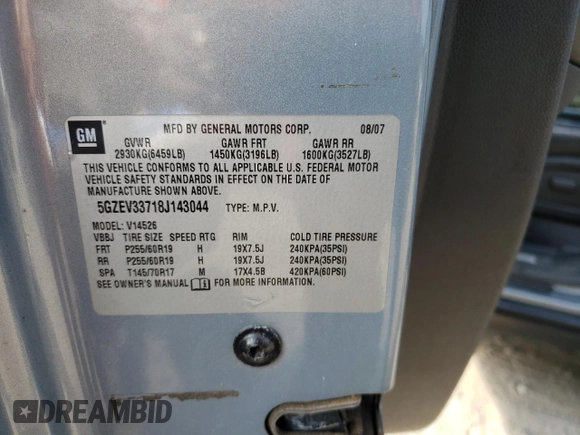 GM
MFD BY GENERAL MOTORS CORP. 08/07
GVWR GAWR FRT GAWR RR
2930KG(6459LB) 1450KG(3196LB) 1600KG(3527LB)
THIS VEHICLE CONFORMS TO ALL APPLICABLE U.S. FEDERAL MOTOR
VEHICLE SAFETY STANDARDS IN EFFECT ON THE DATE OF
MANUFACTURE SHOWN ABOVE.
5GZEV33718J143044 TYPE: M.P.V.
MODEL: V14526
VBBJ TIRE SIZE SPEED RTG RIM COLD TIRE PRESSURE
FRT P255/60R19 H 19X7.5J 240KPA(35PSI)
RR P255/60R19 H 19X7.5J 240KPA(35PSI)
SPA T145/70R17 M 17X4.5B 420KPA(60PSI)
SEE OWNER'S MANUAL FOR MORE INFORMATION.
DREAMBID